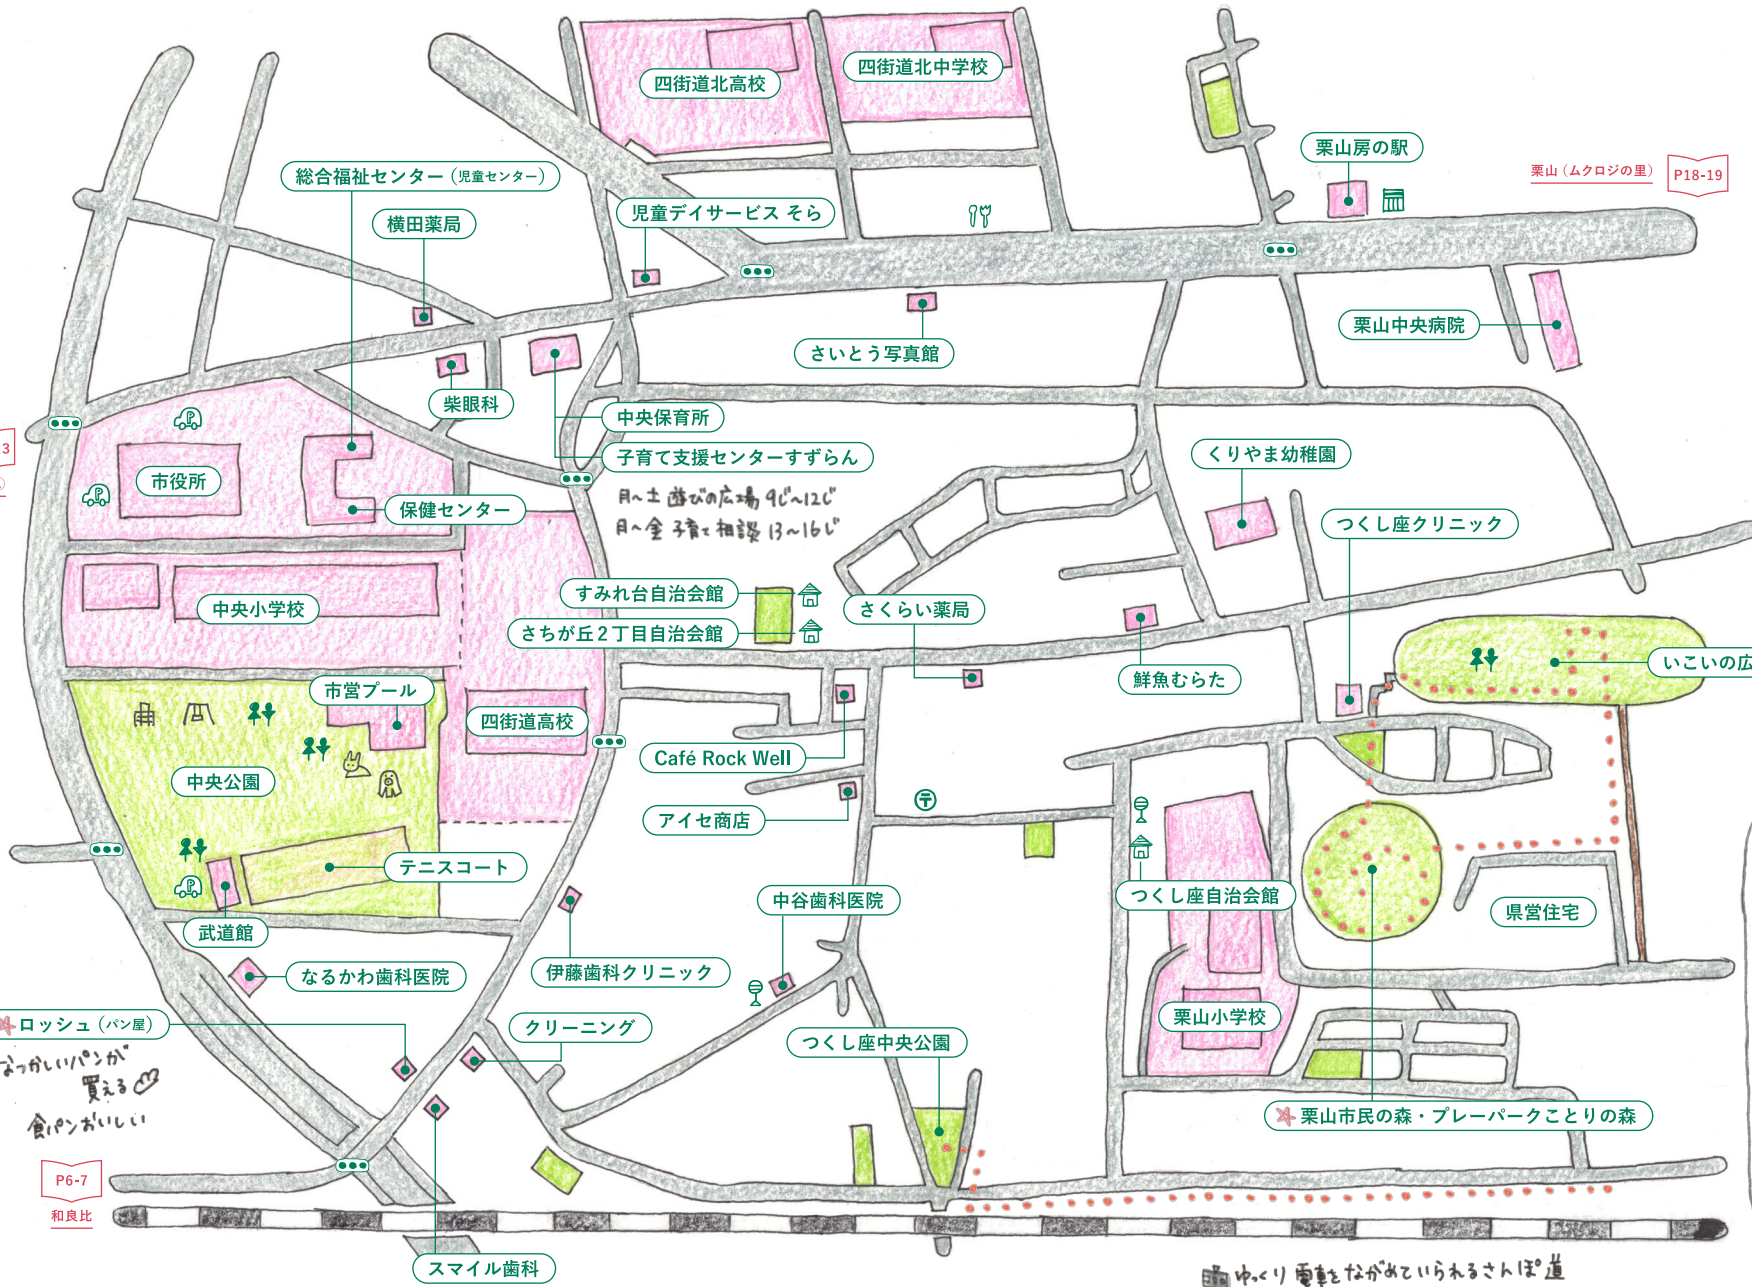 四街道北高校
四街道北中学校
栗山房の駅
栗山（ムクロジの里）
P18-19
総合福祉センター（児童センター）
横田薬局
児童デイサービス そら
栗山中央病院
さいとう写真館
柴眼科
中央保育所
子育て支援センターすずらん
月〜土 遊びの広場 9じ〜12じ
月〜金 子育て相談 13〜16じ
くりやま幼稚園
つくし座クリニック
市役所
保健センター
中央小学校
すみれ台自治会館
さちが丘２丁目自治会館
さくらい薬局
鮮魚むらた
いこいの広
市営プール
四街道高校
Café Rock Well
中央公園
アイセ商店
〒
テニスコート
武道館
中谷歯科医院
つくし座自治会館
県営住宅
なるかわ歯科医院
伊藤歯科クリニック
ロッシュ（パン屋）
なつかしいパンが
買える
食パンおいしい
クリーニング
つくし座中央公園
栗山小学校
栗山市民の森・プレーパークことりの森
P6-7
和良比
スマイル歯科
ゆっくり電車をながめていられるさんぽ道